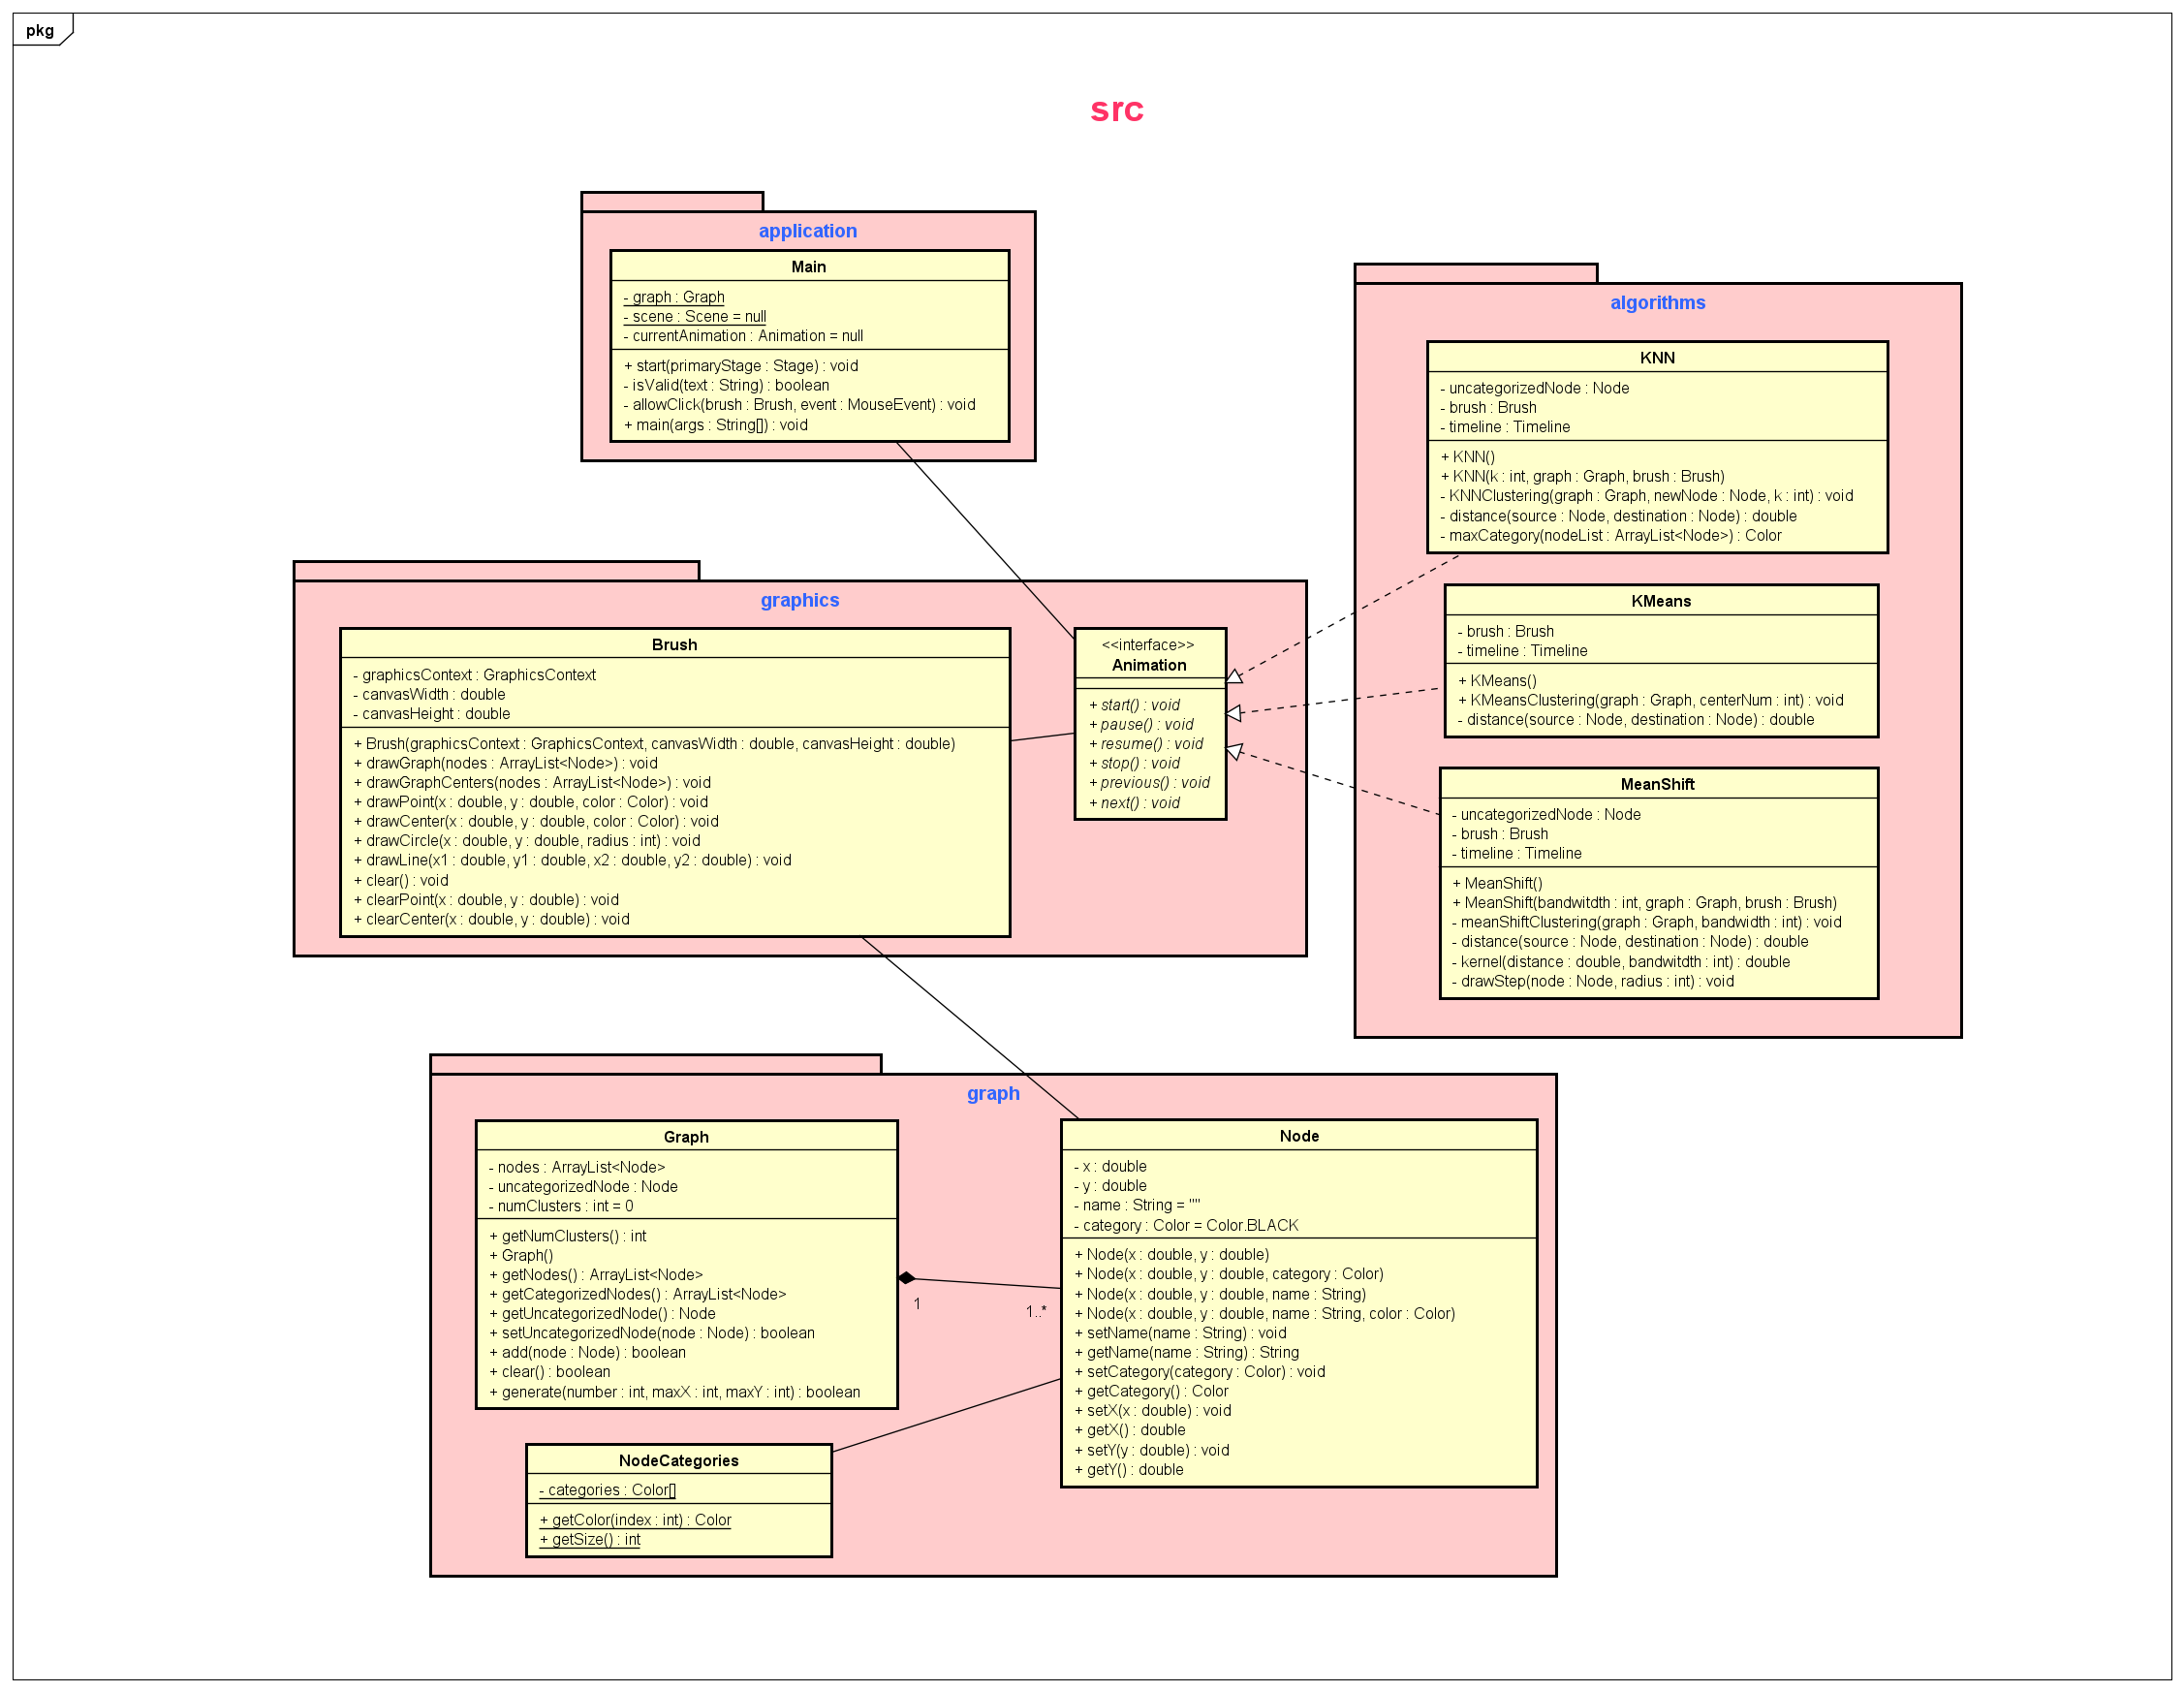 pkg
src
application
Main
- graph : Graph
- scene : Scene = null
- currentAnimation : Animation = null
+ start(primaryStage : Stage) : void
- isValid(text : String) : boolean
- allowClick(brush : Brush, event : MouseEvent) : void
+ main(args : String[]) : void
algorithms
KNN
- uncategorizedNode : Node
- brush : Brush
- timeline : Timeline
+ KNN()
+ KNN(k : int, graph : Graph, brush : Brush)
- KNNClustering(graph : Graph, newNode : Node, k : int) : void
- distance(source : Node, destination : Node) : double
- maxCategory(nodeList : ArrayList<Node>) : Color
KMeans
- brush : Brush
- timeline : Timeline
+ KMeans()
+ KMeansClustering(graph : Graph, centerNum : int) : void
- distance(source : Node, destination : Node) : double
MeanShift
- uncategorizedNode : Node
- brush : Brush
- timeline : Timeline
+ MeanShift()
+ MeanShift(bandwitdth : int, graph : Graph, brush : Brush)
- meanShiftClustering(graph : Graph, bandwidth : int) : void
- distance(source : Node, destination : Node) : double
- kernel(distance : double, bandwitdth : int) : double
- drawStep(node : Node, radius : int) : void
graphics
Brush
- graphicsContext : GraphicsContext
- canvasWidth : double
- canvasHeight : double
+ Brush(graphicsContext : GraphicsContext, canvasWidth : double, canvasHeight : double)
+ drawGraph(nodes : ArrayList<Node>) : void
+ drawGraphCenters(nodes : ArrayList<Node>) : void
+ drawPoint(x : double, y : double, color : Color) : void
+ drawCenter(x : double, y : double, color : Color) : void
+ drawCircle(x : double, y : double, radius : int) : void
+ drawLine(x1 : double, y1 : double, x2 : double, y2 : double) : void
+ clear() : void
+ clearPoint(x : double, y : double) : void
+ clearCenter(x : double, y : double) : void
<<interface>>
Animation
+ start() : void
+ pause() : void
+ resume() : void
+ stop() : void
+ previous() : void
+ next() : void
graph
Graph
- nodes : ArrayList<Node>
- uncategorizedNode : Node
- numClusters : int = 0
+ getNumClusters() : int
+ Graph()
+ getNodes() : ArrayList<Node>
+ getCategorizedNodes() : ArrayList<Node>
+ getUncategorizedNode() : Node
+ setUncategorizedNode(node : Node) : boolean
+ add(node : Node) : boolean
+ clear() : boolean
+ generate(number : int, maxX : int, maxY : int) : boolean
1
1..*
Node
- x : double
- y : double
- name : String = ""
- category : Color = Color.BLACK
+ Node(x : double, y : double)
+ Node(x : double, y : double, category : Color)
+ Node(x : double, y : double, name : String)
+ Node(x : double, y : double, name : String, color : Color)
+ setName(name : String) : void
+ getName(name : String) : String
+ setCategory(category : Color) : void
+ getCategory() : Color
+ setX(x : double) : void
+ getX() : double
+ setY(y : double) : void
+ getY() : double
NodeCategories
- categories : Color[]
+ getColor(index : int) : Color
+ getSize() : int